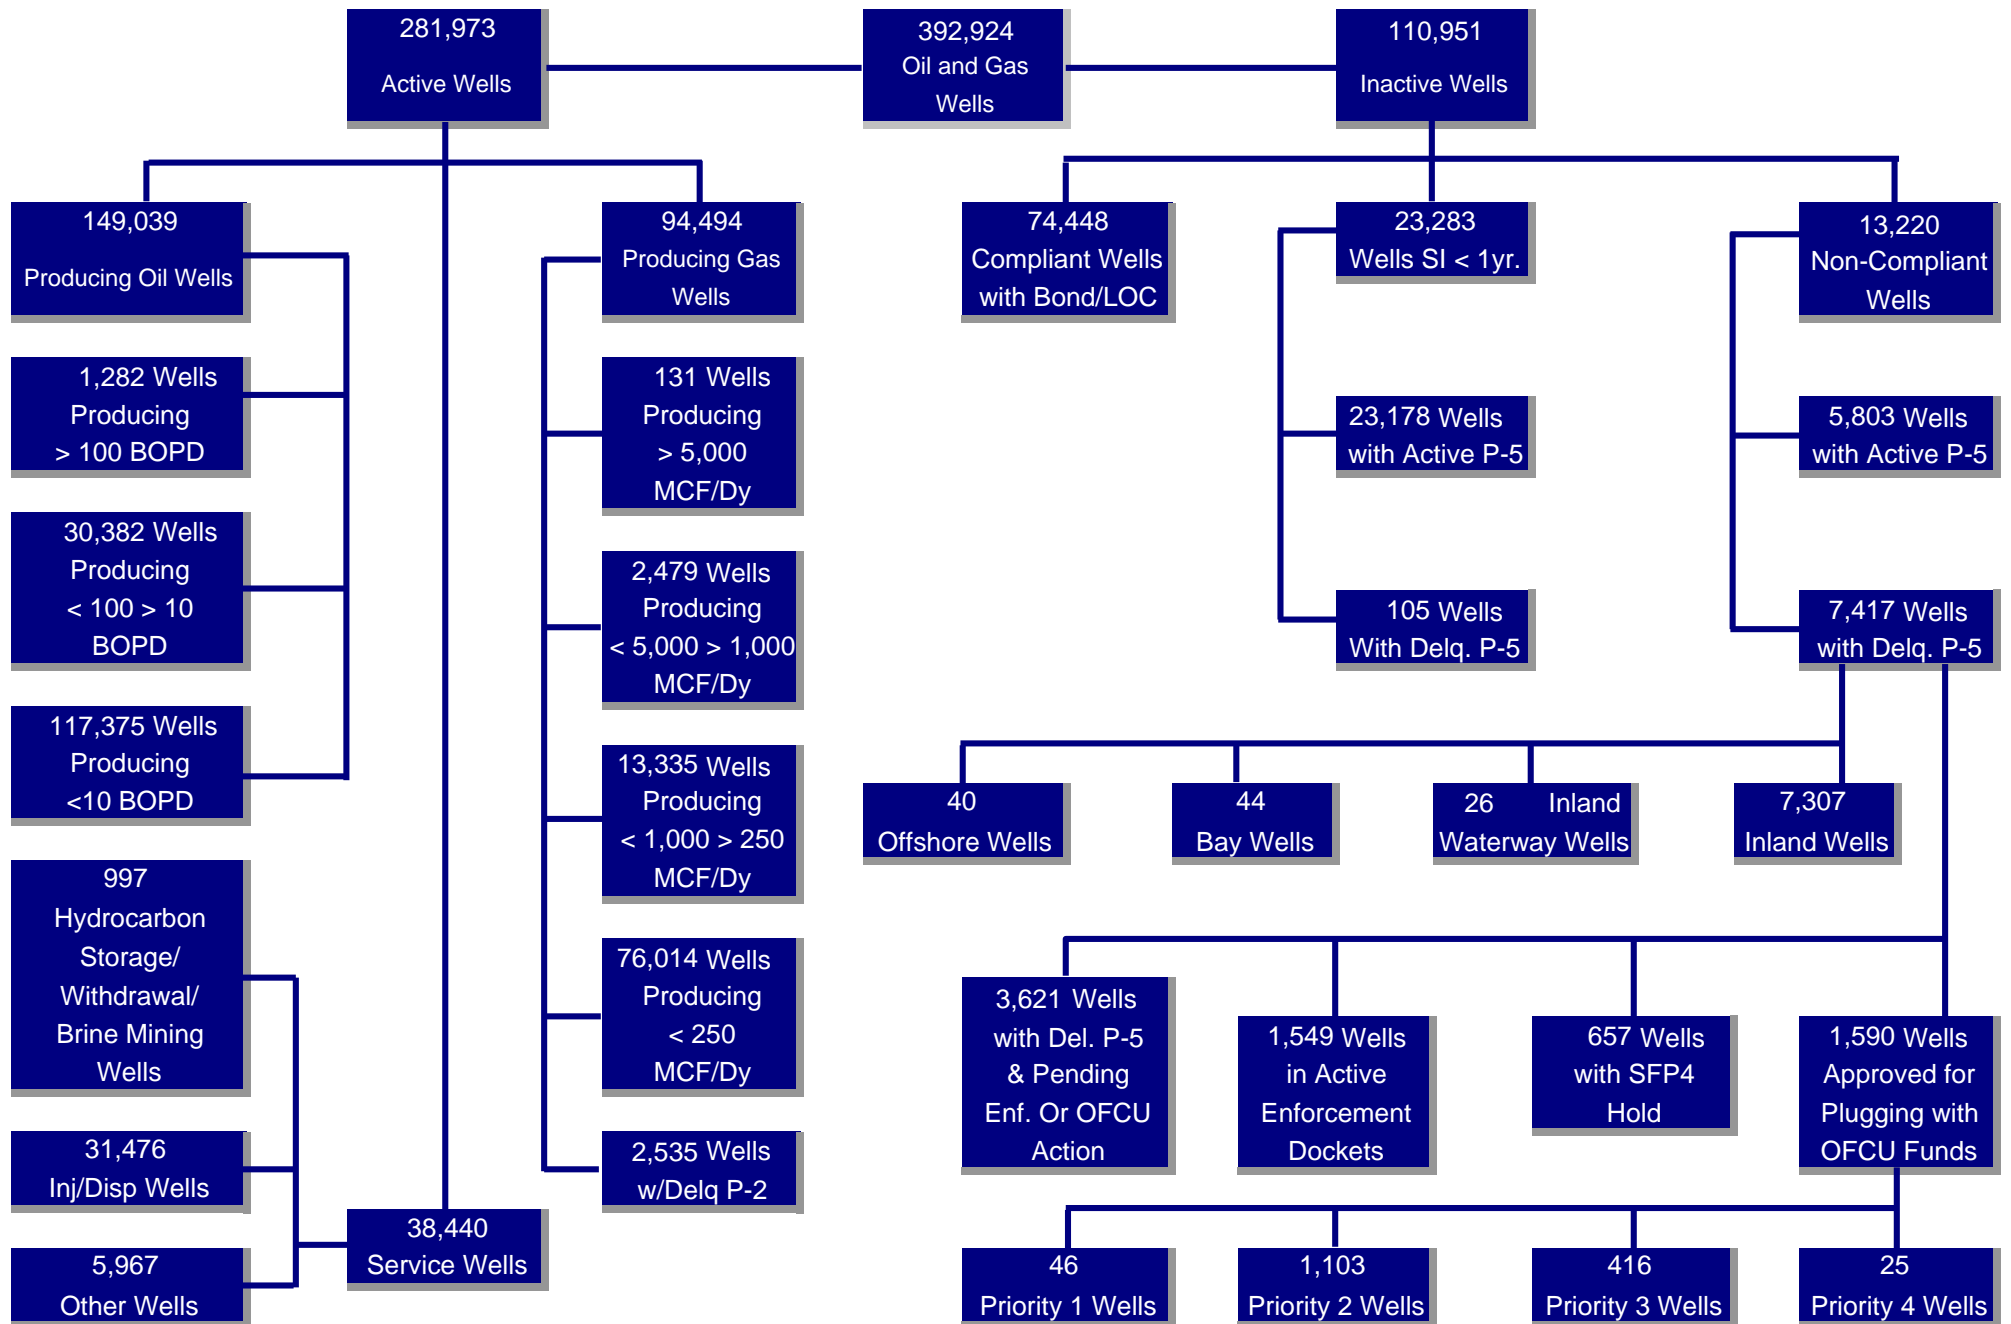 281,973
Active Wells
392,924
Oil and Gas
Wells
110,951
Inactive Wells
149,039
Producing Oil Wells
94,494
Producing Gas
Wells
74,448
Compliant Wells
with Bond/LOC
23,283
Wells SI < 1yr.
13,220
Non-Compliant
Wells
1,282 Wells
Producing
> 100 BOPD
131 Wells
Producing
> 5,000
MCF/Dy
23,178 Wells
with Active P-5
5,803 Wells
with Active P-5
30,382 Wells
Producing
< 100 > 10
BOPD
2,479 Wells
Producing
< 5,000 > 1,000
MCF/Dy
105 Wells
With Delq. P-5
7,417 Wells
with Delq. P-5
117,375 Wells
Producing
<10 BOPD
13,335 Wells
Producing
< 1,000 > 250
MCF/Dy
40
Offshore Wells
44
Bay Wells
26 Inland
Waterway Wells
7,307
Inland Wells
997
Hydrocarbon
Storage/
Withdrawal/
Brine Mining
Wells
76,014 Wells
Producing
< 250
MCF/Dy
3,621 Wells
with Del. P-5
& Pending
Enf. Or OFCU
Action
1,549 Wells
in Active
Enforcement
Dockets
657 Wells
with SFP4
Hold
1,590 Wells
Approved for
Plugging with
OFCU Funds
31,476
Inj/Disp Wells
2,535 Wells
w/Delq P-2
38,440
Service Wells
5,967
Other Wells
46
Priority 1 Wells
1,103
Priority 2 Wells
416
Priority 3 Wells
25
Priority 4 Wells